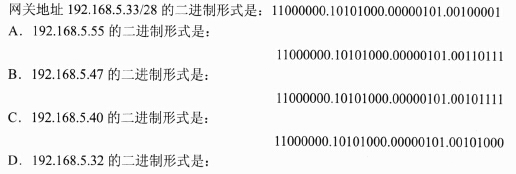 网关地址 192.168.5.33/28 的二进制形式是：11000000.10101000.00000101.00100001
A．192.168.5.55 的二进制形式是：
11000000.10101000.00000101.00110111
B．192.168.5.47 的二进制形式是：
11000000.10101000.00000101.00101111
C．192.168.5.40 的二进制形式是：
11000000.10101000.00000101.00101000
D．192.168.5.32 的二进制形式是：